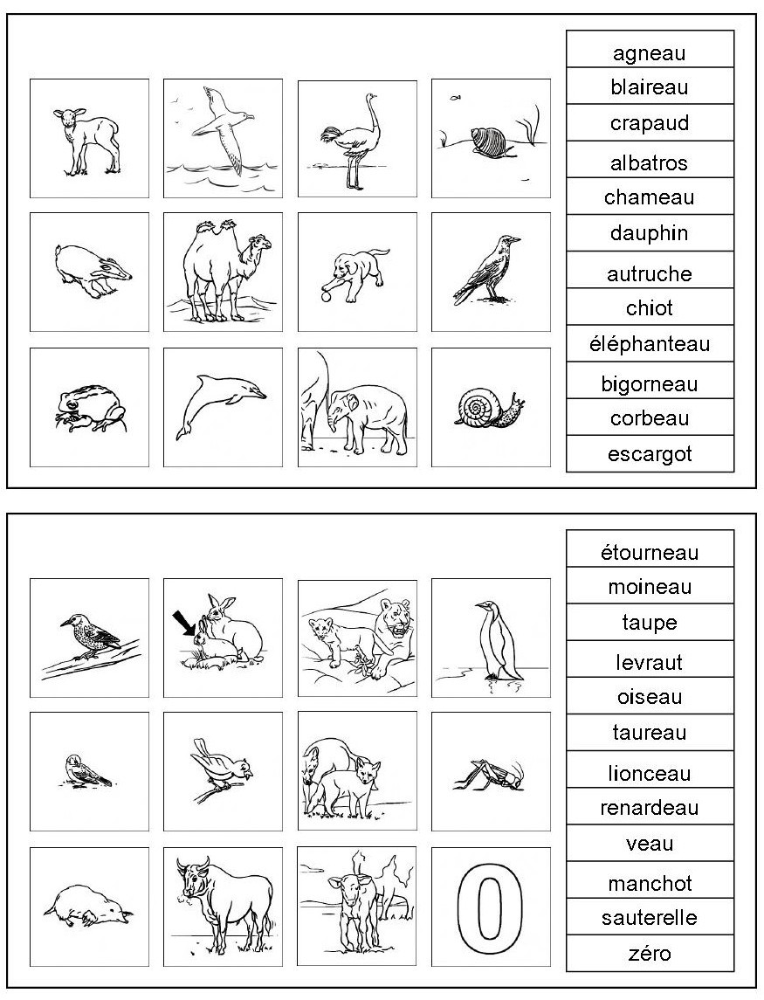 agneau
blaireau
crapaud
albatros
chameau
dauphin
autruche
chiot
éléphanteau
bigorneau
corbeau
escargot
étourneau
moineau
taupe
levraut
oiseau
taureau
lionceau
renardeau
veau
manchot
sauterelle
zéro
0